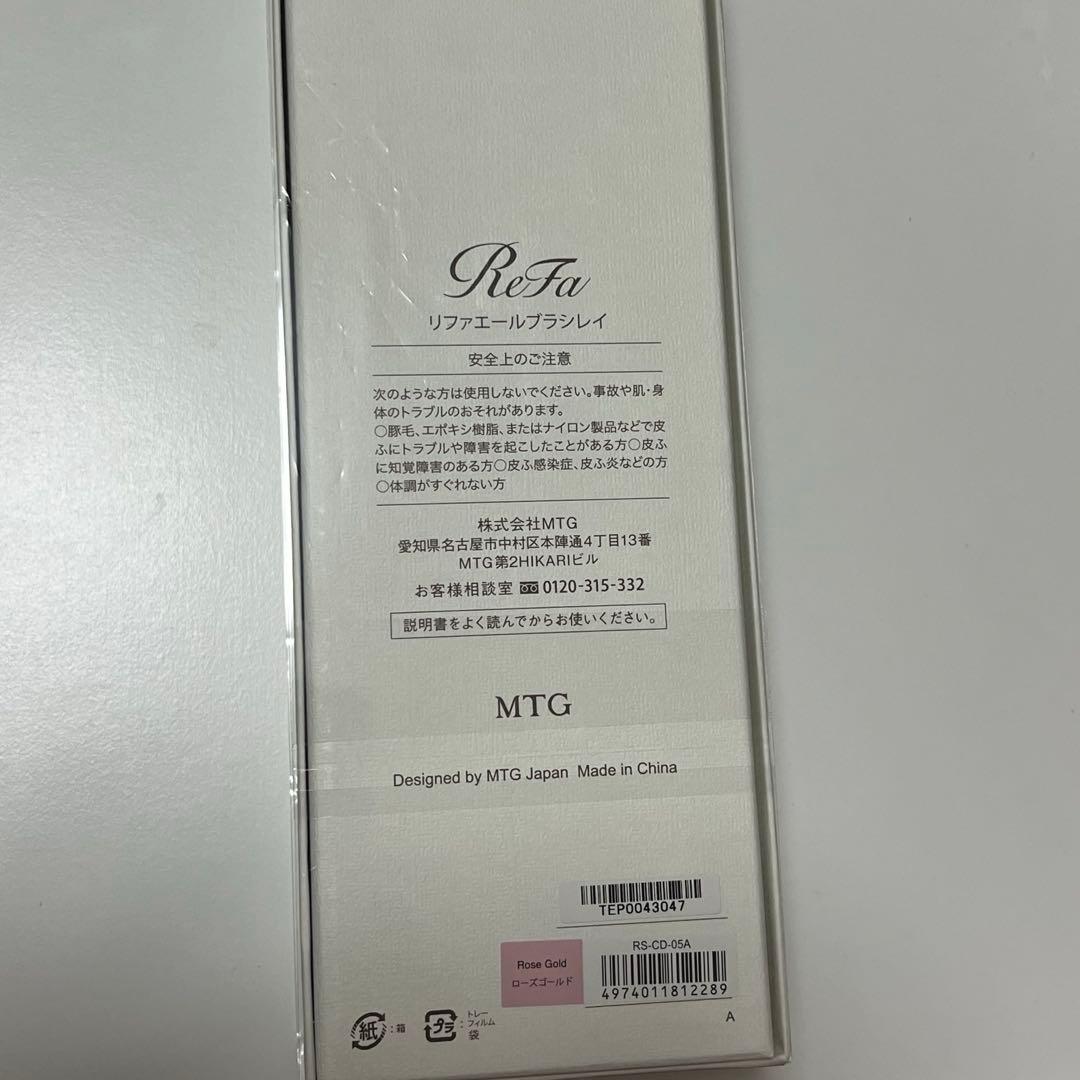 ReFa
リファエールブラシレイ
安全上のご注意
次のような方は使用しないでください。事故や肌・身
体のトラブルのおそれがあります。
○豚毛、エポキシ樹脂、またはナイロン製品などで皮
ふにトラブルや障害を起こしたことがある方○皮ふ
に知覚障害のある方○皮ふ感染症、皮ふ炎などの方
○体調がすぐれない方
株式会社MTG
愛知県名古屋市中村区本陣通4丁目13番
MTG第2HIKARIビル
お客様相談室 0120-315-332
説明書をよく読んでからお使いください。
MTG
Designed by MTG Japan Made in China
TEP0043047
RS-CD-05A
Rose Gold
ローズゴールド
4974011812289
紙 : 箱
プラ : トレー フィルム 袋
A